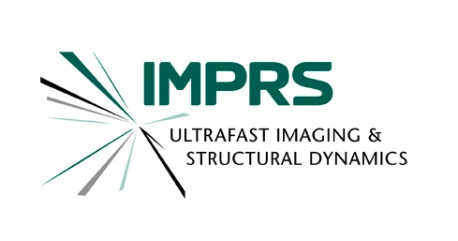 IMPRS
ULTRAFAST IMAGING &
STRUCTURAL DYNAMICS